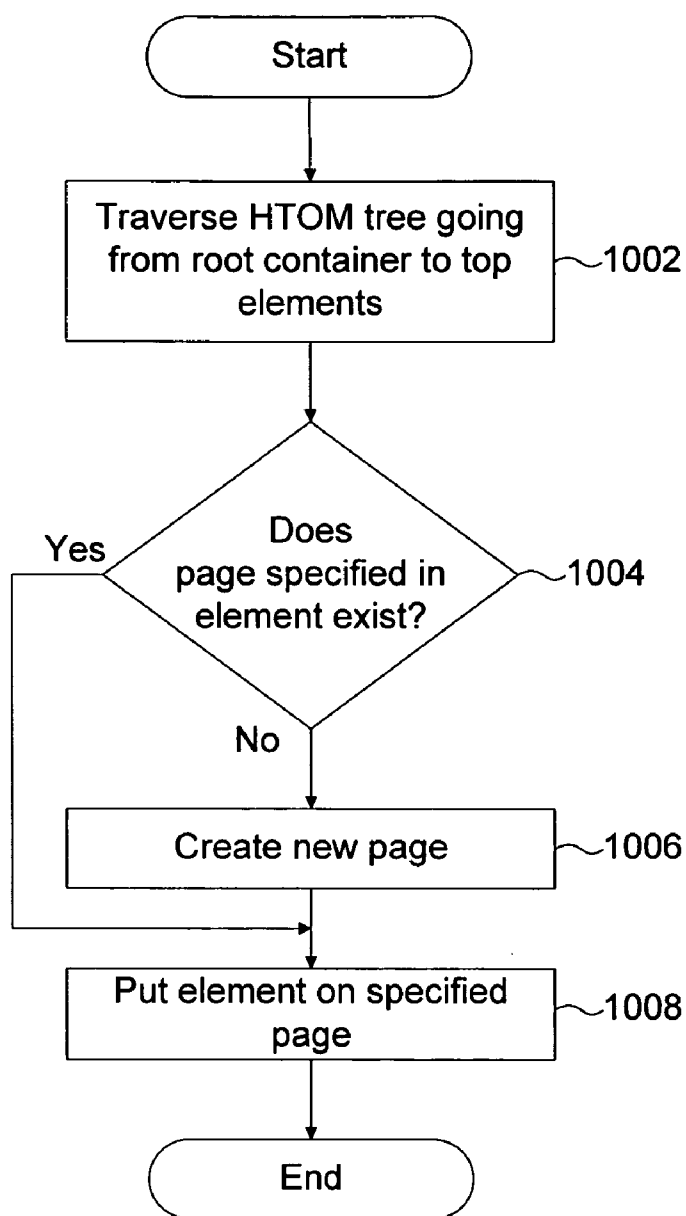 Start
Traverse HTOM tree going
from root container to top
elements
1002
Does
page specified in
element exist?
1004
Yes
No
Create new page
1006
Put element on specified
page
1008
End